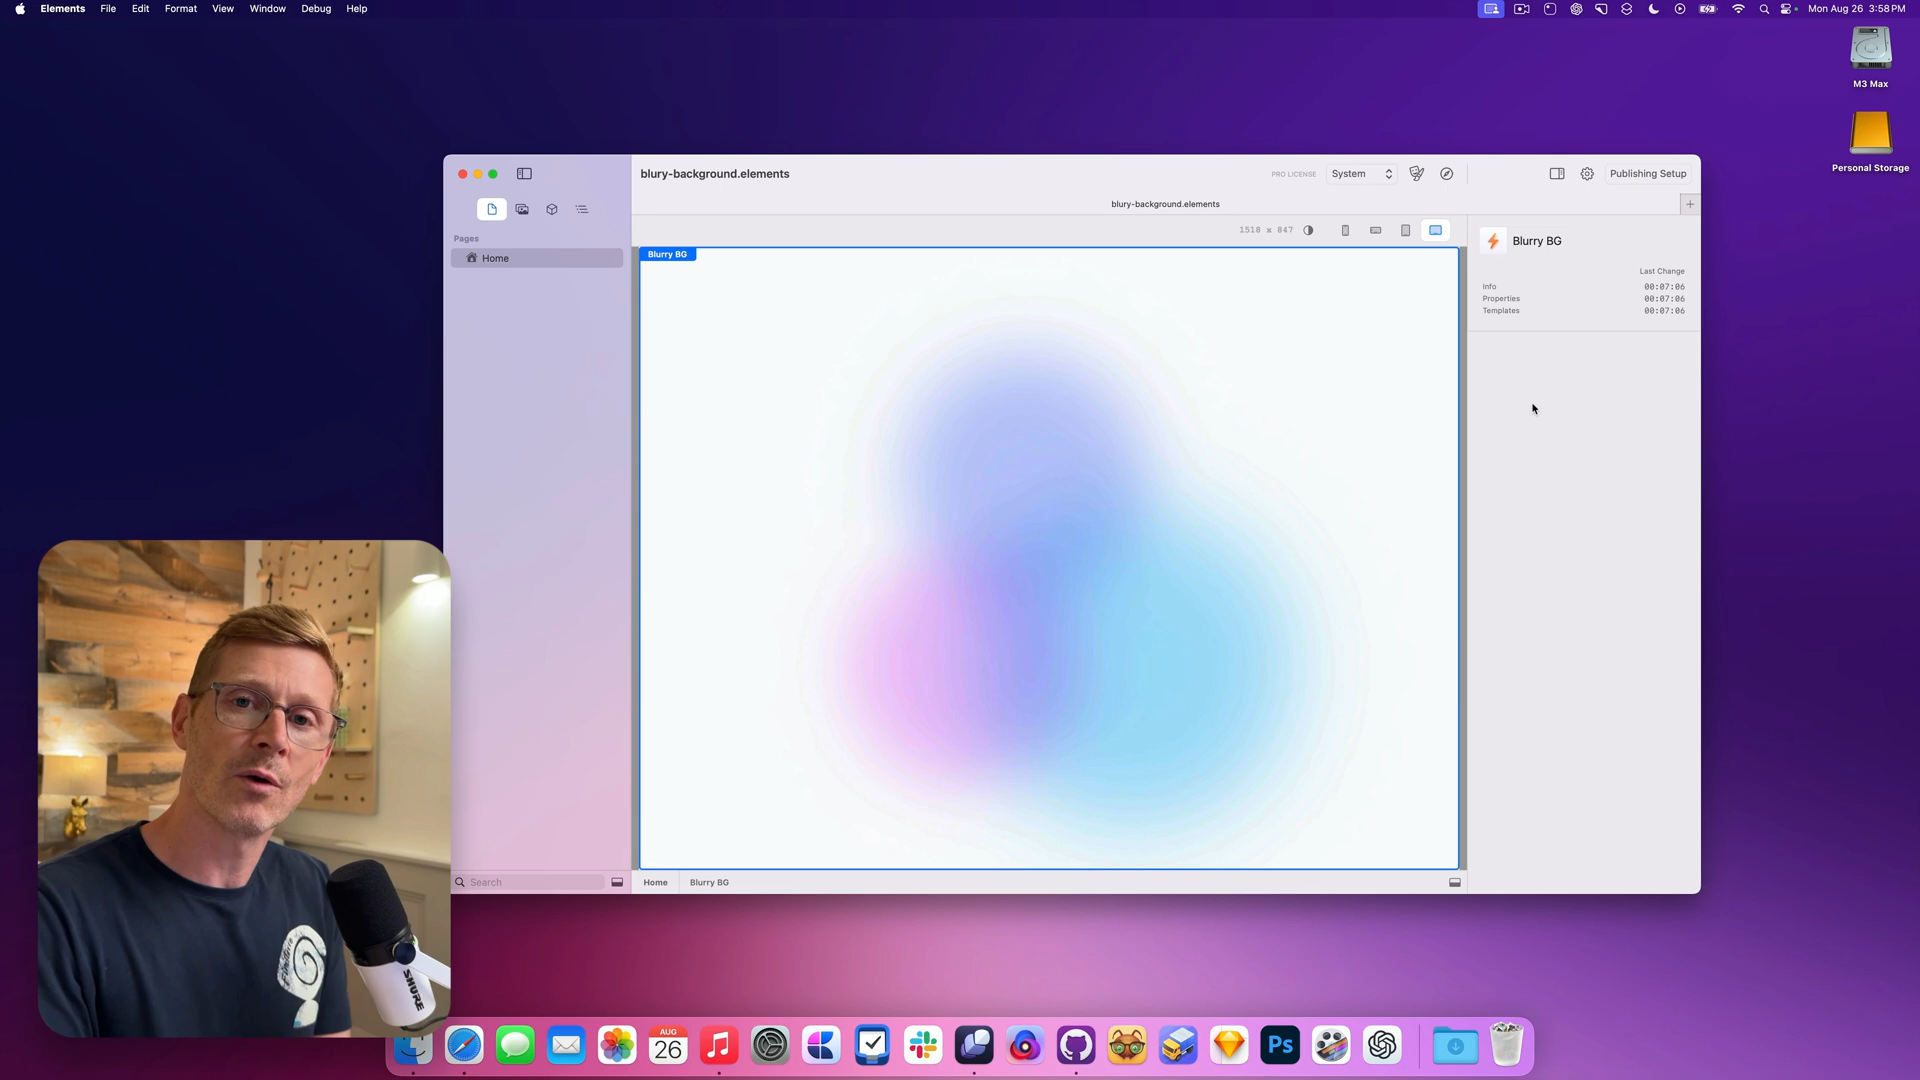 Elements File Edit Format View Window Debug Help
Mon Aug 26 3:58 PM
M3 Max
Personal Storage
blury-background.elements
PRO LICENSE
System
Publishing Setup
blury-background.elements
1518 x 847
Pages
Home
Blurry BG
Blurry BG
Last Change
Info 00:07:06
Properties 00:07:06
Templates 00:07:06
Search
Home
Blurry BG
SHURE
AUG
26
Ps